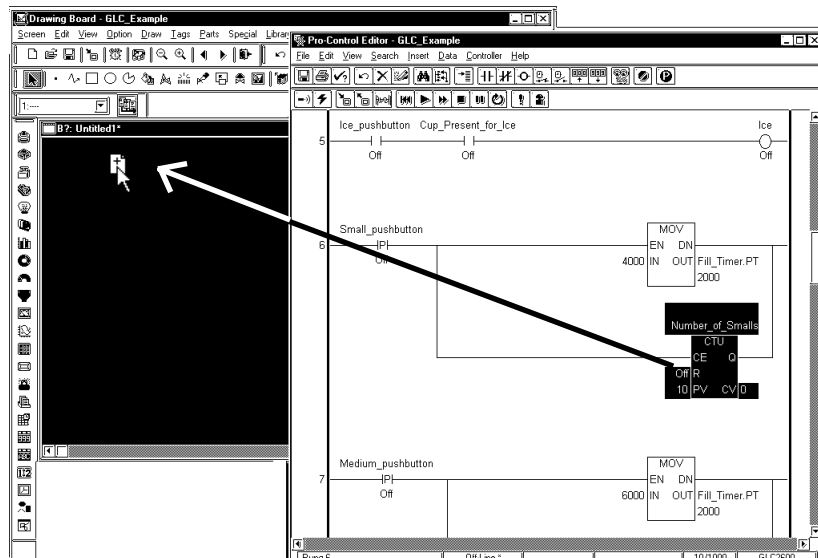 Drawing Board - GLC_Example
Screen Edit View Option Draw Tags Parts Special Librar
1:----
B?: Untitled1*
Pro-Control Editor - GLC_Example
File Edit View Search Insert Data Controller Help
Ice_pushbutton Cup_Present_for_Ice Ice
5
Off Off Off
Small_pushbutton MOV
6 P EN DN
Off 4000 IN OUT Fill_Timer.PT
2000
Number_of_Smalls
CTU
CE Q
Off R
10 PV CV 0
Medium_pushbutton MOV
7 P EN DN
Off 6000 IN OUT Fill_Timer.PT
2000
Rung 6 Off-Line * 10/1000 GLC2600